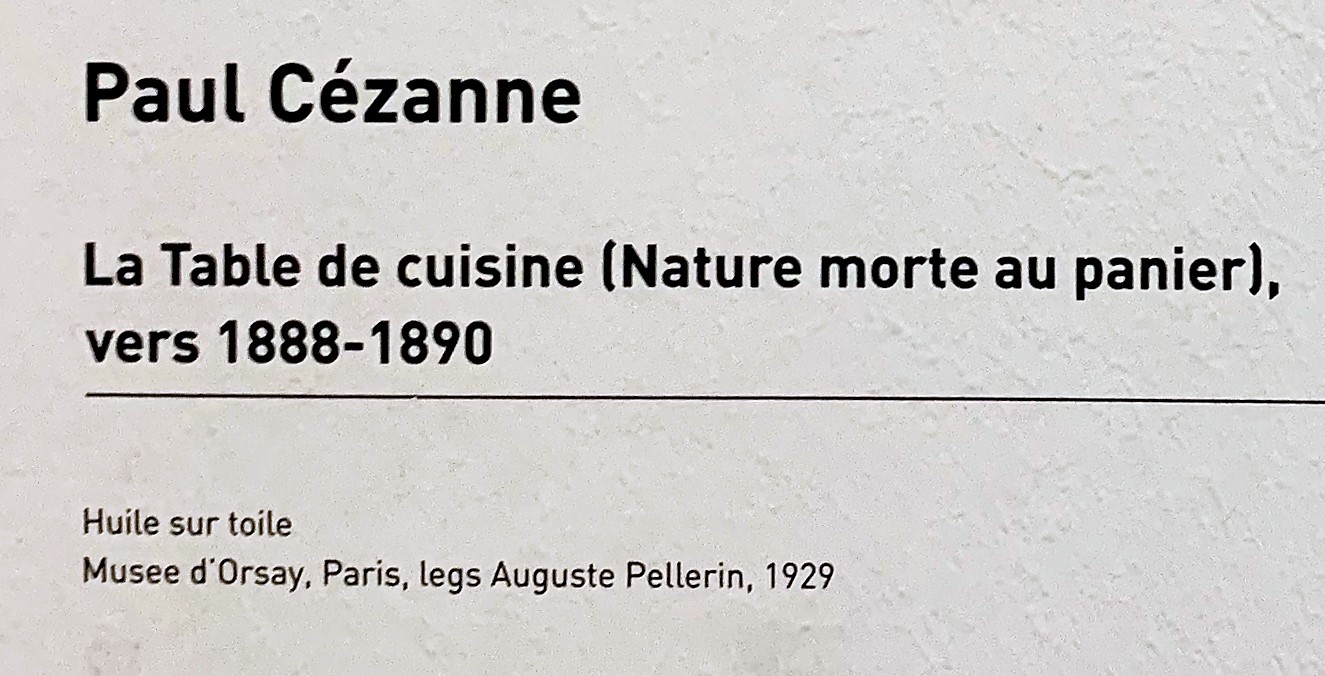 Paul Cézanne
La Table de cuisine (Nature morte au panier),
vers 1888-1890
Huile sur toile
Musee d'Orsay, Paris, legs Auguste Pellerin, 1929